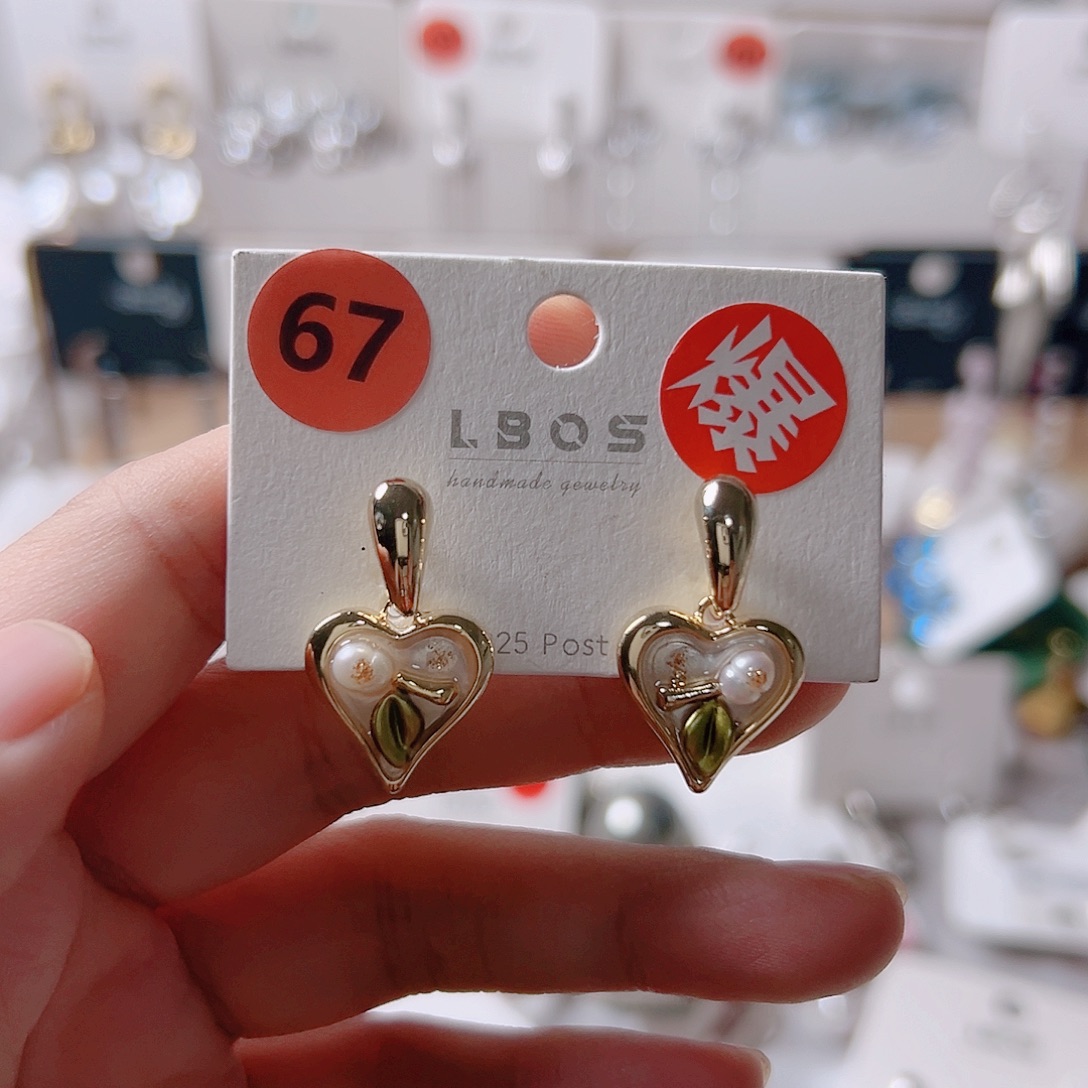 67
爆
LBOS
handmade gewelry
25 Post